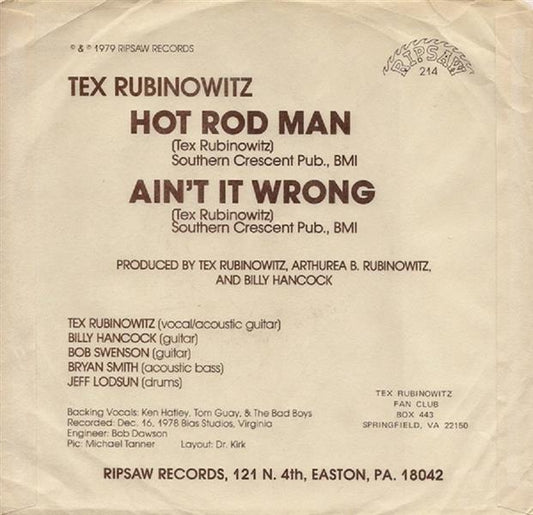 © & ℗ 1979 RIPSAW RECORDS
RIPSAW
214
TEX RUBINOWITZ
HOT ROD MAN
(Tex Rubinowitz)
Southern Crescent Pub., BMI
AIN'T IT WRONG
(Tex Rubinowitz)
Southern Crescent Pub., BMI
PRODUCED BY TEX RUBINOWITZ, ARTHUREA B. RUBINOWITZ,
AND BILLY HANCOCK
TEX RUBINOWITZ (vocal/acoustic guitar)
BILLY HANCOCK (guitar)
BOB SWENSON (guitar)
BRYAN SMITH (acoustic bass)
JEFF LODSUN (drums)
Backing Vocals: Ken Hatley, Tom Guay, & The Bad Boys
Recorded: Dec. 16, 1978 Bias Studios, Virginia
Engineer: Bob Dawson
Pic: Michael Tanner Layout: Dr. Kirk
TEX RUBINOWITZ
FAN CLUB
BOX 443
SPRINGFIELD, VA 22150
RIPSAW RECORDS, 121 N. 4th, EASTON, PA. 18042